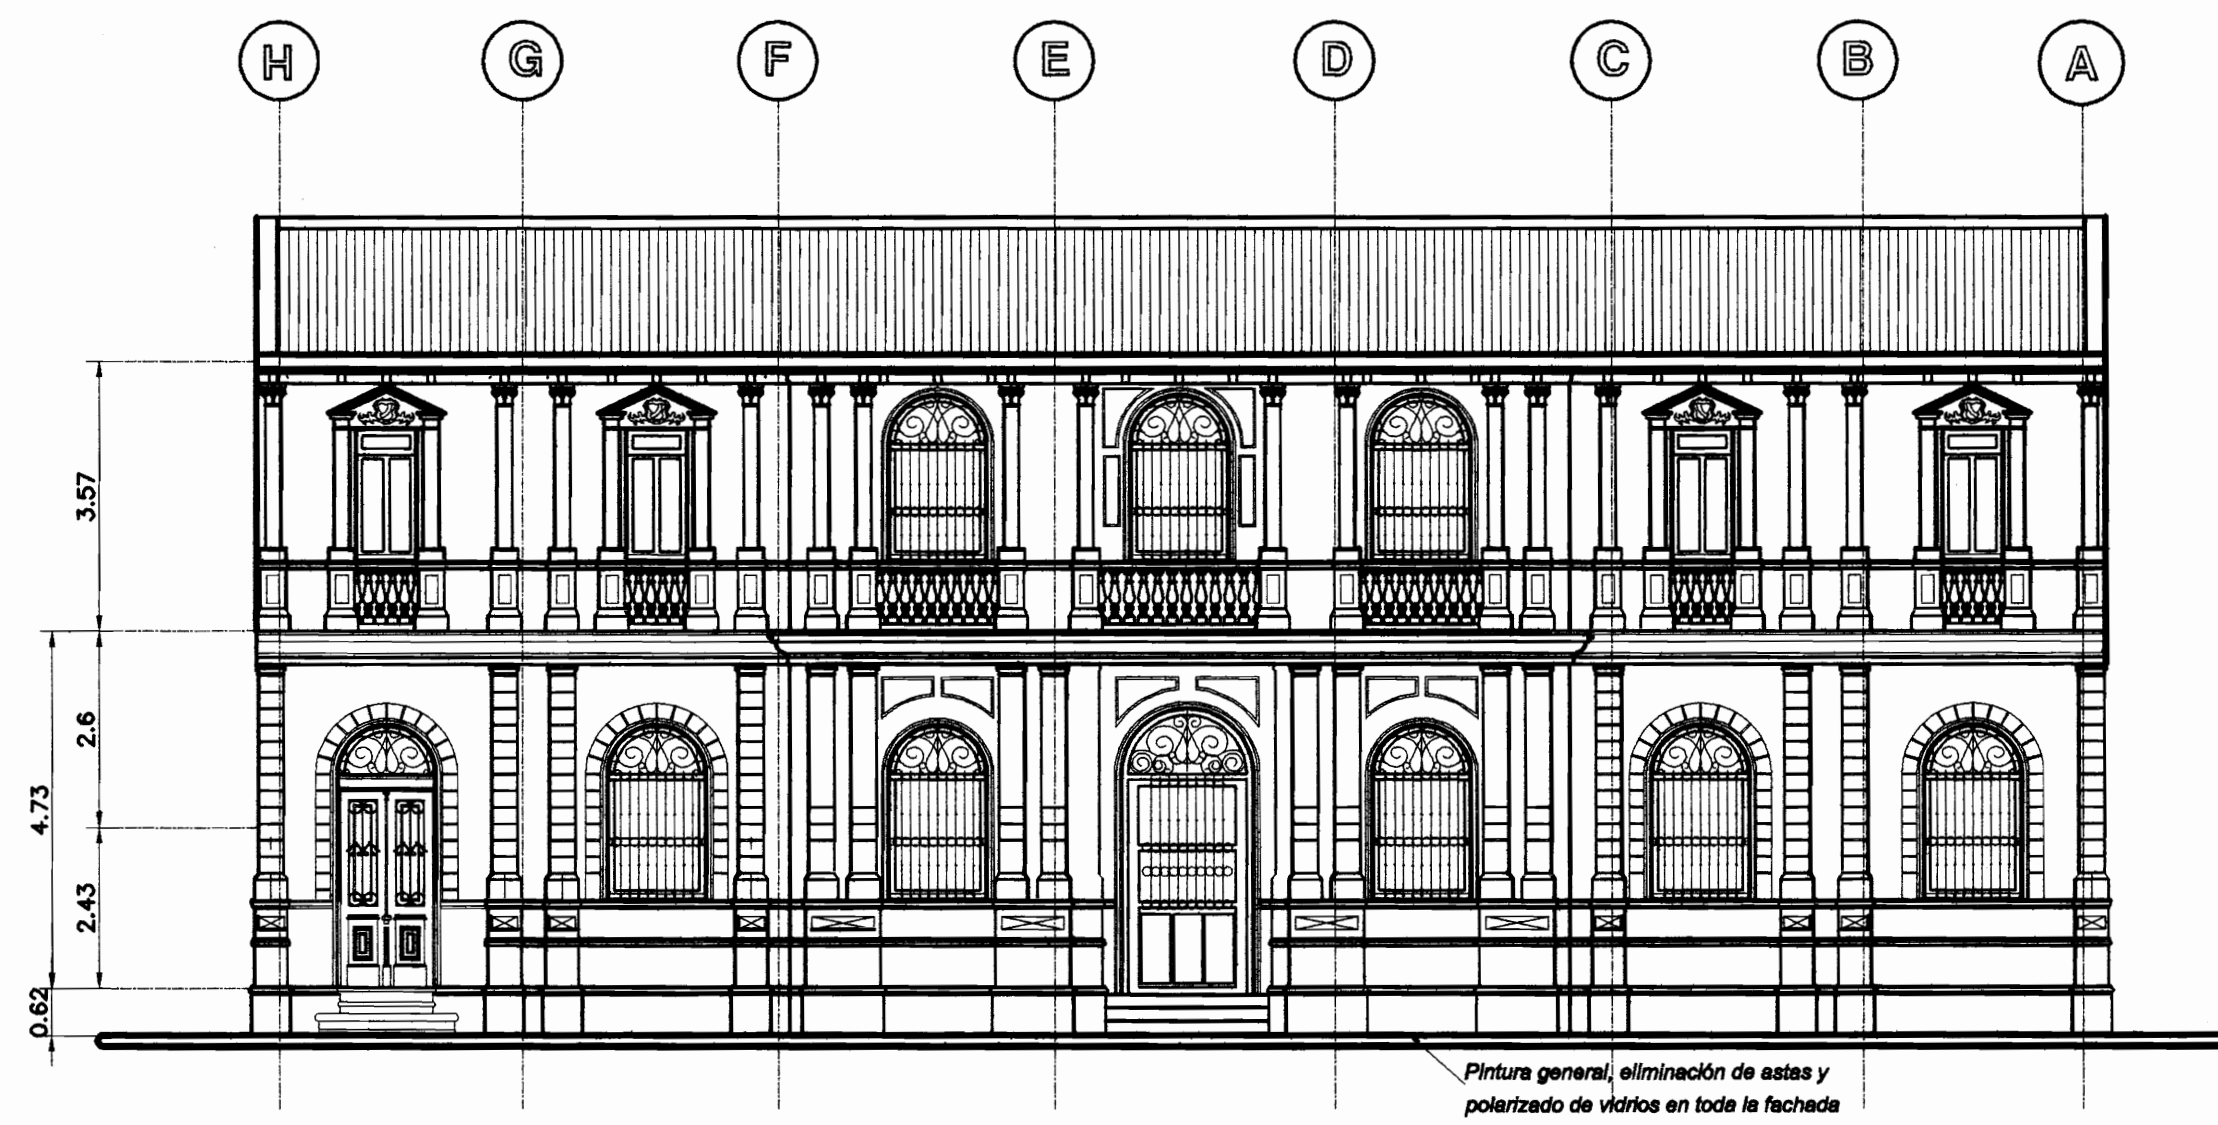 H G F E D C B A
3.57
2.6
4.73
2.43
0.62
Pintura general, eliminación de astas y
polarizado de vidrios en toda la fachada